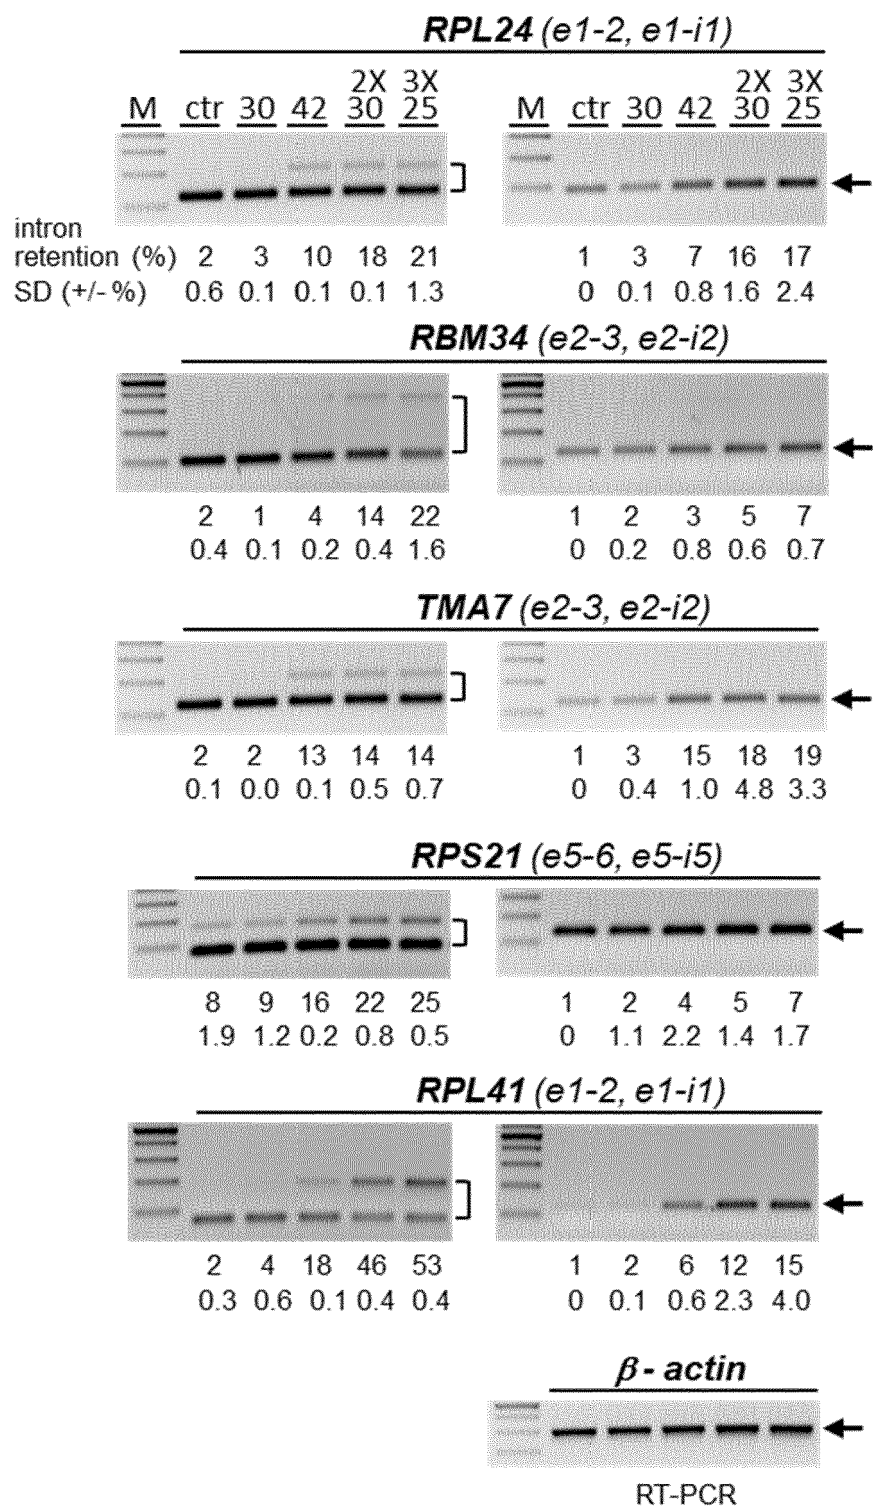 RPL24 (e1-2, e1-i1)
2X 3X 2X 3X
M ctr 30 42 30 25 M ctr 30 42 30 25
intron
retention (%) 2 3 10 18 21 1 3 7 16 17
SD (+/- %) 0.6 0.1 0.1 0.1 1.3 0 0.1 0.8 1.6 2.4
RBM34 (e2-3, e2-i2)
2 1 4 14 22 1 2 3 5 7
0.4 0.1 0.2 0.4 1.6 0 0.2 0.8 0.6 0.7
TMA7 (e2-3, e2-i2)
2 2 13 14 14 1 3 15 18 19
0.1 0.0 0.1 0.5 0.7 0 0.4 1.0 4.8 3.3
RPS21 (e5-6, e5-i5)
8 9 16 22 25 1 2 4 5 7
1.9 1.2 0.2 0.8 0.5 0 1.1 2.2 1.4 1.7
RPL41 (e1-2, e1-i1)
2 4 18 46 53 1 2 6 12 15
0.3 0.6 0.1 0.4 0.4 0 0.1 0.6 2.3 4.0
β- actin
RT-PCR